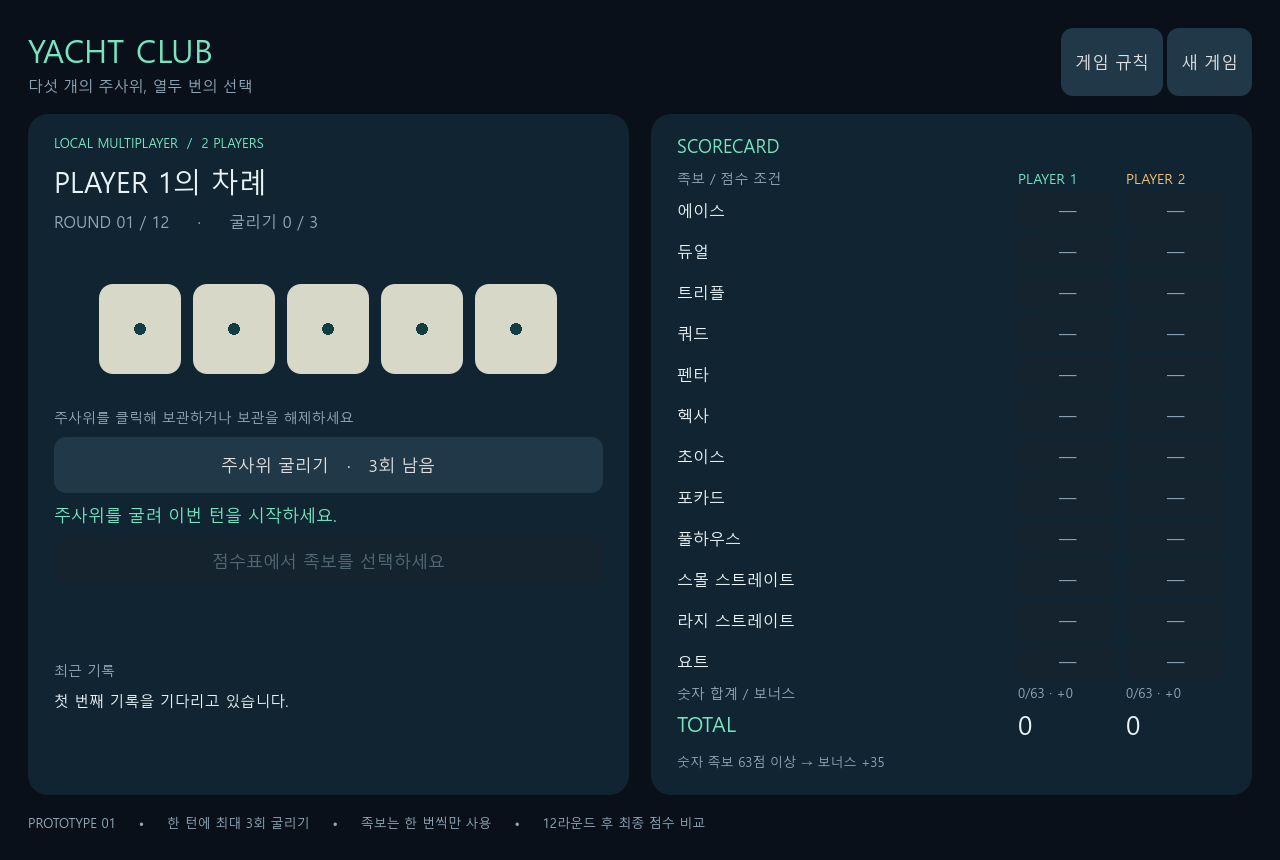 YACHT CLUB
다섯 개의 주사위, 열두 번의 선택
게임 규칙
새 게임
LOCAL MULTIPLAYER / 2 PLAYERS
PLAYER 1의 차례
ROUND 01 / 12 · 굴리기 0 / 3
주사위를 클릭해 보관하거나 보관을 해제하세요
주사위 굴리기 · 3회 남음
주사위를 굴려 이번 턴을 시작하세요.
점수표에서 족보를 선택하세요
최근 기록
첫 번째 기록을 기다리고 있습니다.
SCORECARD
족보 / 점수 조건 PLAYER 1 PLAYER 2
에이스 — —
듀얼 — —
트리플 — —
쿼드 — —
펜타 — —
헥사 — —
초이스 — —
포카드 — —
풀하우스 — —
스몰 스트레이트 — —
라지 스트레이트 — —
요트 — —
숫자 합계 / 보너스 0/63 · +0 0/63 · +0
TOTAL 0 0
숫자 족보 63점 이상 → 보너스 +35
PROTOTYPE 01 • 한 턴에 최대 3회 굴리기 • 족보는 한 번씩만 사용 • 12라운드 후 최종 점수 비교